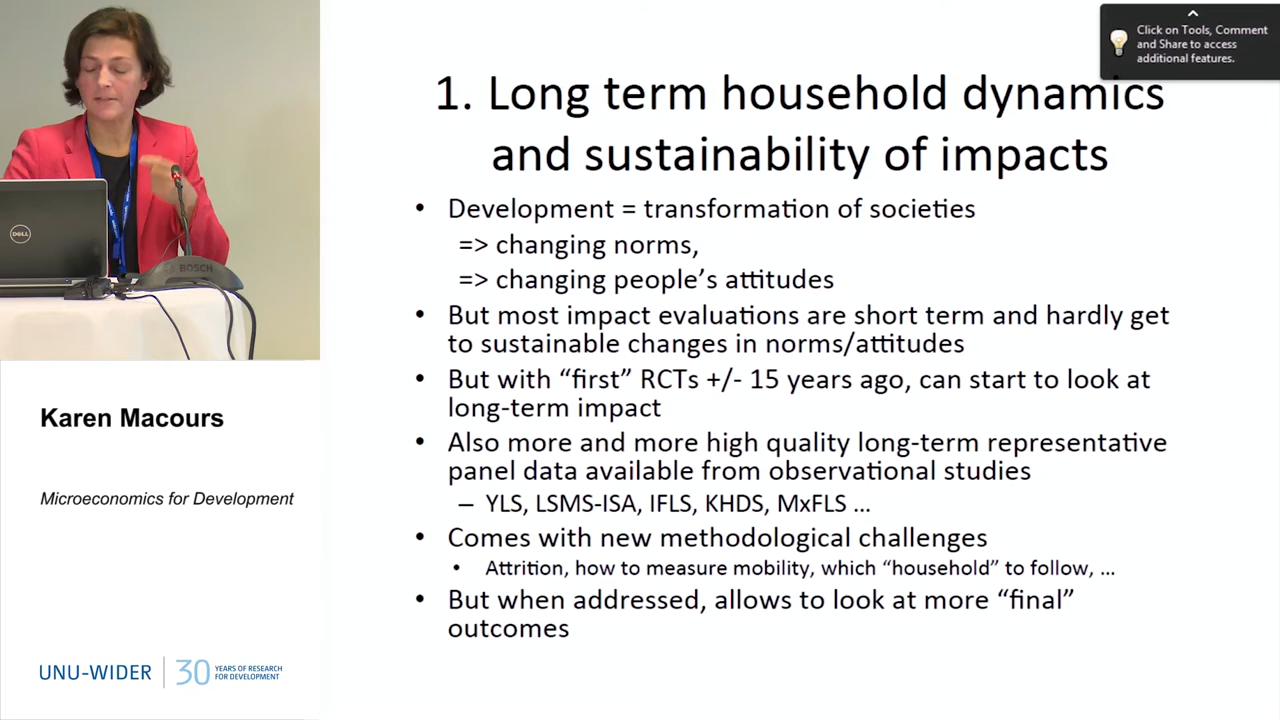 Click on Tools, Comment
and Share to access
additional features.
1. Long term household dynamics
and sustainability of impacts
• Development = transformation of societies
=> changing norms,
=> changing people's attitudes
• But most impact evaluations are short term and hardly get
to sustainable changes in norms/attitudes
• But with “first” RCTs +/- 15 years ago, can start to look at
long-term impact
• Also more and more high quality long-term representative
panel data available from observational studies
– YLS, LSMS-ISA, IFLS, KHDS, MxFLS …
• Comes with new methodological challenges
• Attrition, how to measure mobility, which “household” to follow, …
• But when addressed, allows to look at more “final”
outcomes
DELL
BOSCH
Karen Macours
Microeconomics for Development
UNU-WIDER
30 YEARS OF RESEARCH
FOR DEVELOPMENT